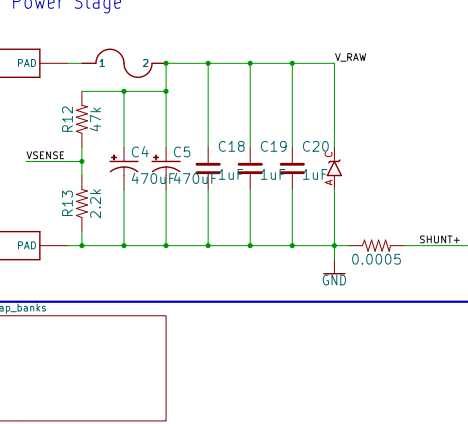 Power Stage
PAD
1
2
V_RAW
R12
47k
VSENSE
C4
470uF
C5
470uF
C18
1uF
C19
1uF
C20
1uF
C
A
R13
2.2k
PAD
SHUNT+
0.0005
GND
ap_banks